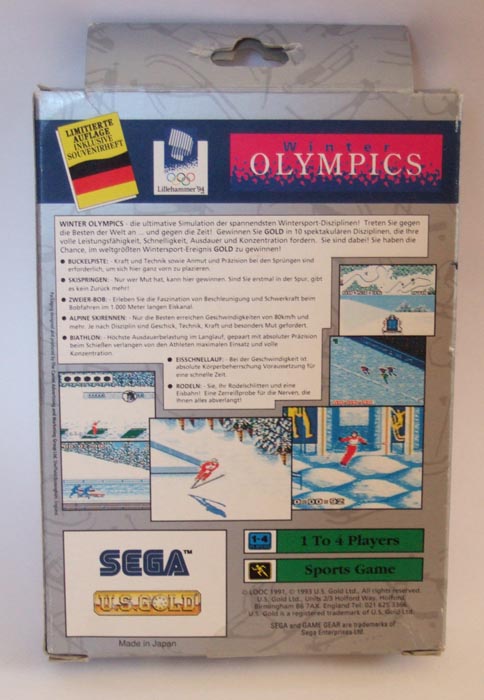 LIMITIERTE
AUFLAGE
INKLUSIVE
SOUVENIRHEFT
Lillehammer '94
Winter
OLYMPICS
WINTER OLYMPICS - die ultimative Simulation der spannendsten Wintersport-Disziplinen! Treten Sie gegen
die Besten der Welt an ... und gegen die Zeit! Gewinnen Sie GOLD in 10 spektakulären Disziplinen, die Ihre
volle Leistungsfähigkeit, Schnelligkeit, Ausdauer und Konzentration fordern. Sie sind dabei! Sie haben die
Chance, im weltgrößten Wintersport-Ereignis GOLD zu gewinnen!
• BUCKELPISTE: - Kraft und Technik sowie Anmut und Präzision bei den Sprüngen sind
erforderlich, um sich hier ganz vorn zu plazieren.
• SKISPRINGEN: - Nur wer Mut hat, kann hier gewinnen. Sind Sie erstmal in der Spur, gibt
es kein Zurück mehr!
• ZWEIER-BOB: - Erleben Sie die Faszination von Beschleunigung und Schwerkraft beim
Bobfahren im 1.000 Meter langen Eiskanal.
• ALPINE SKIRENNEN: - Nur die Besten erreichen Geschwindigkeiten von 80kmh und
mehr. Je nach Disziplin sind Geschick, Technik, Kraft und besonders Mut gefordert.
• BIATHLON: - Höchste Ausdauerbelastung im Langlauf, gepaart mit absoluter Präzision
beim Schießen verlangen von den Athleten maximalen Einsatz und volle
Konzentration.
• EISSCHNELLAUF: - Bei der Geschwindigkeit ist
absolute Körperbeherrschung Voraussetzung für
eine schnelle Zeit.
• RODELN: - Sie, Ihr Rodelschlitten und eine
Eisbahn! Eine Zerreißprobe für die Nerven, die
Ihnen alles abverlangt!
0:00:52
SEGA™
U.S. GOLD
Made in Japan
1-4
1 To 4 Players
Sports Game
© LOOC 1991, © 1993 U.S. Gold Ltd. All rights reserved.
U.S. Gold Ltd., Units 2/3 Holford Way, Holford,
Birmingham B6 7AX. England Tel: 021 625 3366.
U.S. Gold is a registered trademark of U.S. Gold Ltd.
SEGA and GAME GEAR are trademarks of
Sega Enterprises Ltd.